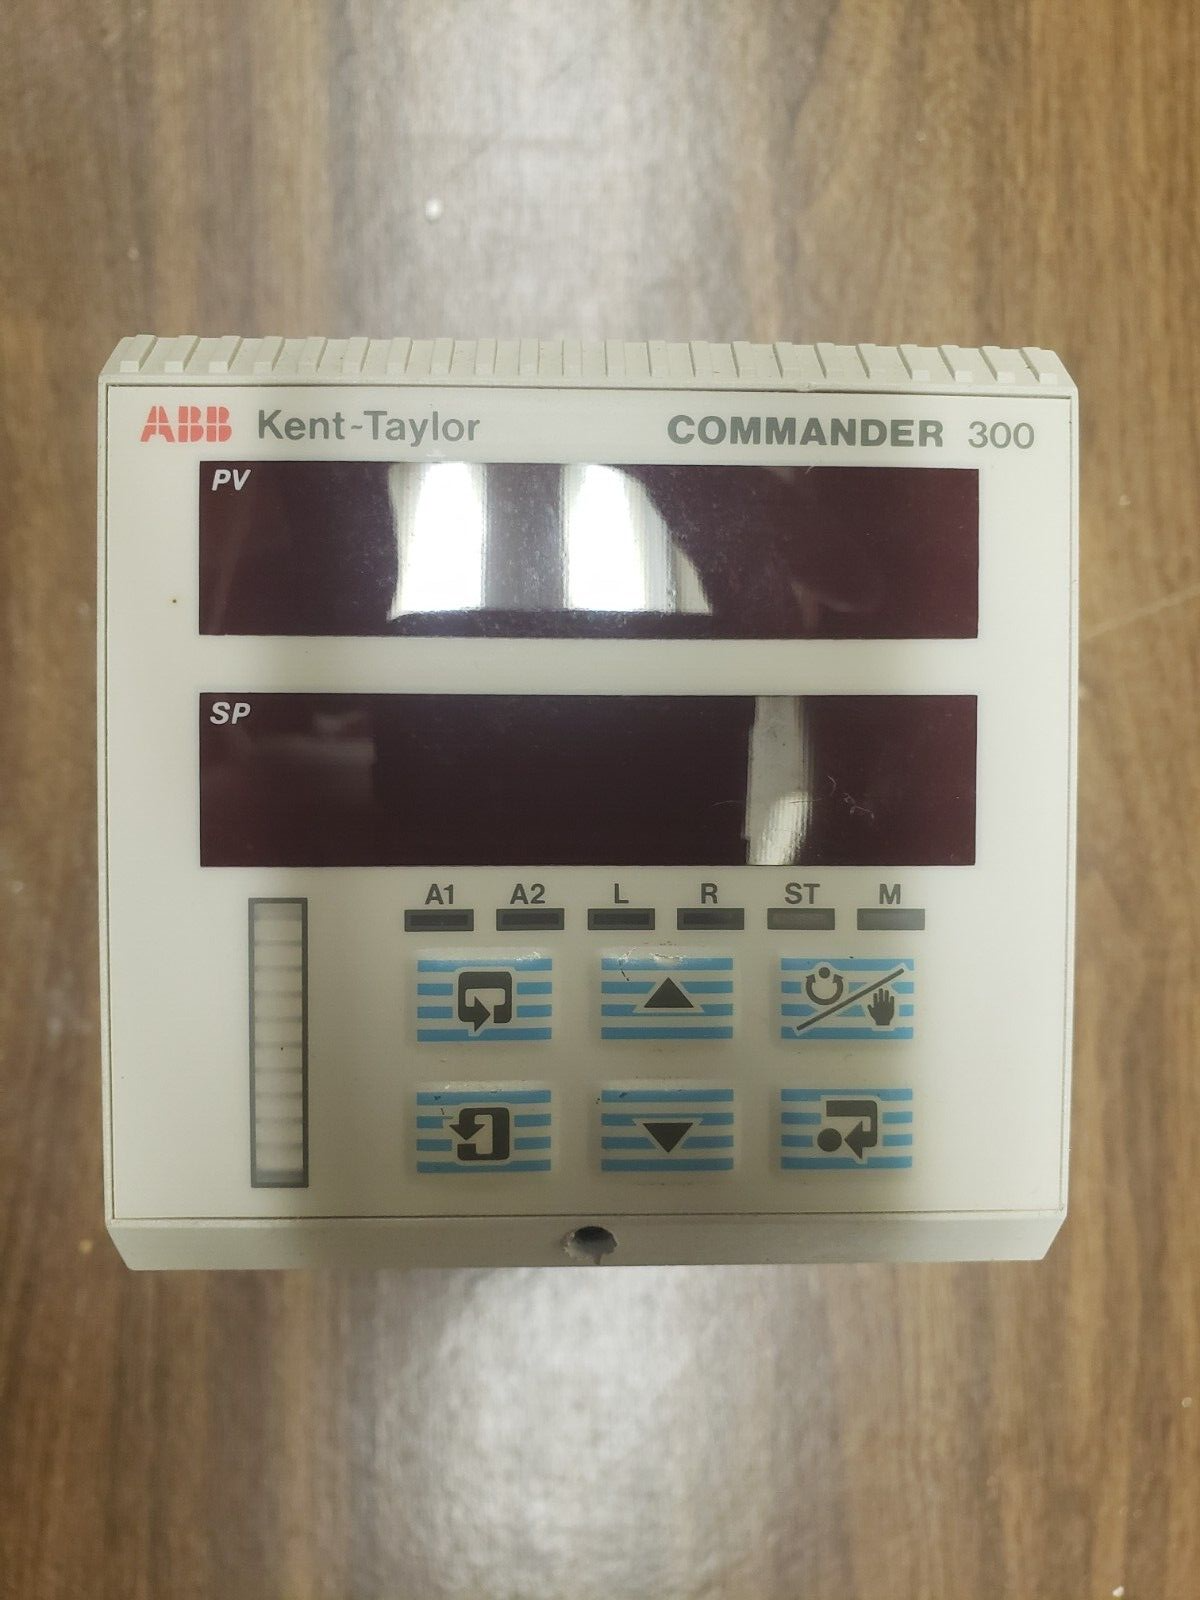 ABB Kent-Taylor COMMANDER 300
PV
SP
A1 A2 L R ST M